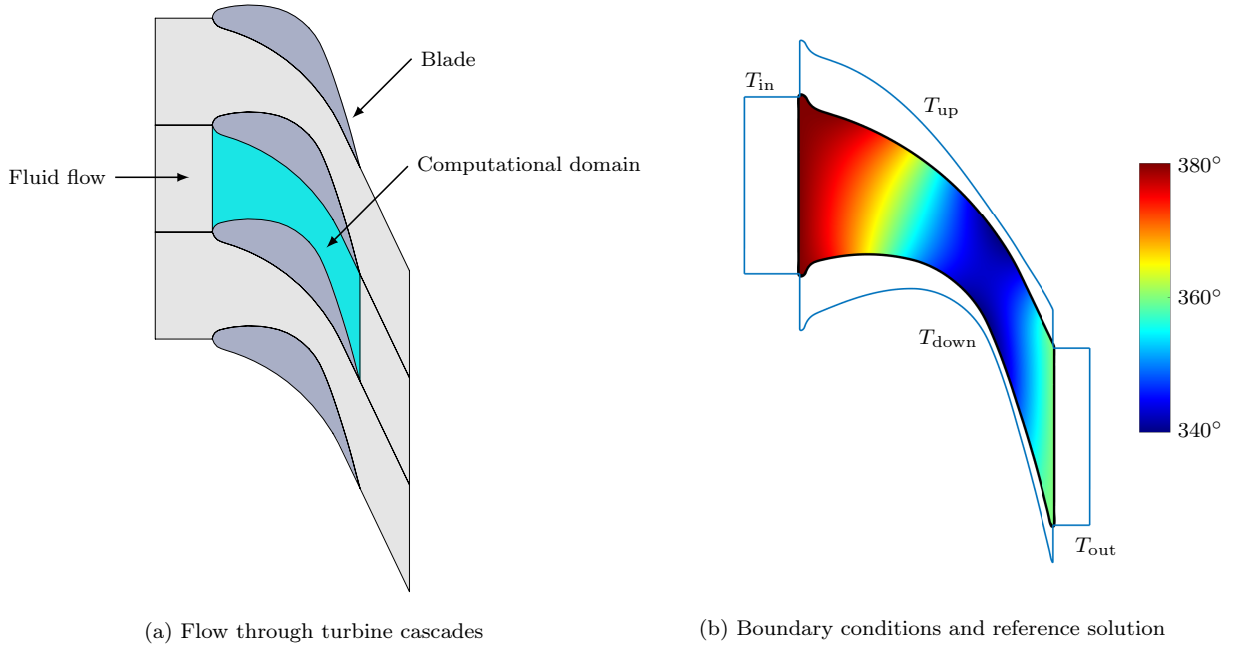 Blade
Computational domain
Fluid flow
(a) Flow through turbine cascades
T_in
T_up
T_down
T_out
380°
360°
340°
(b) Boundary conditions and reference solution